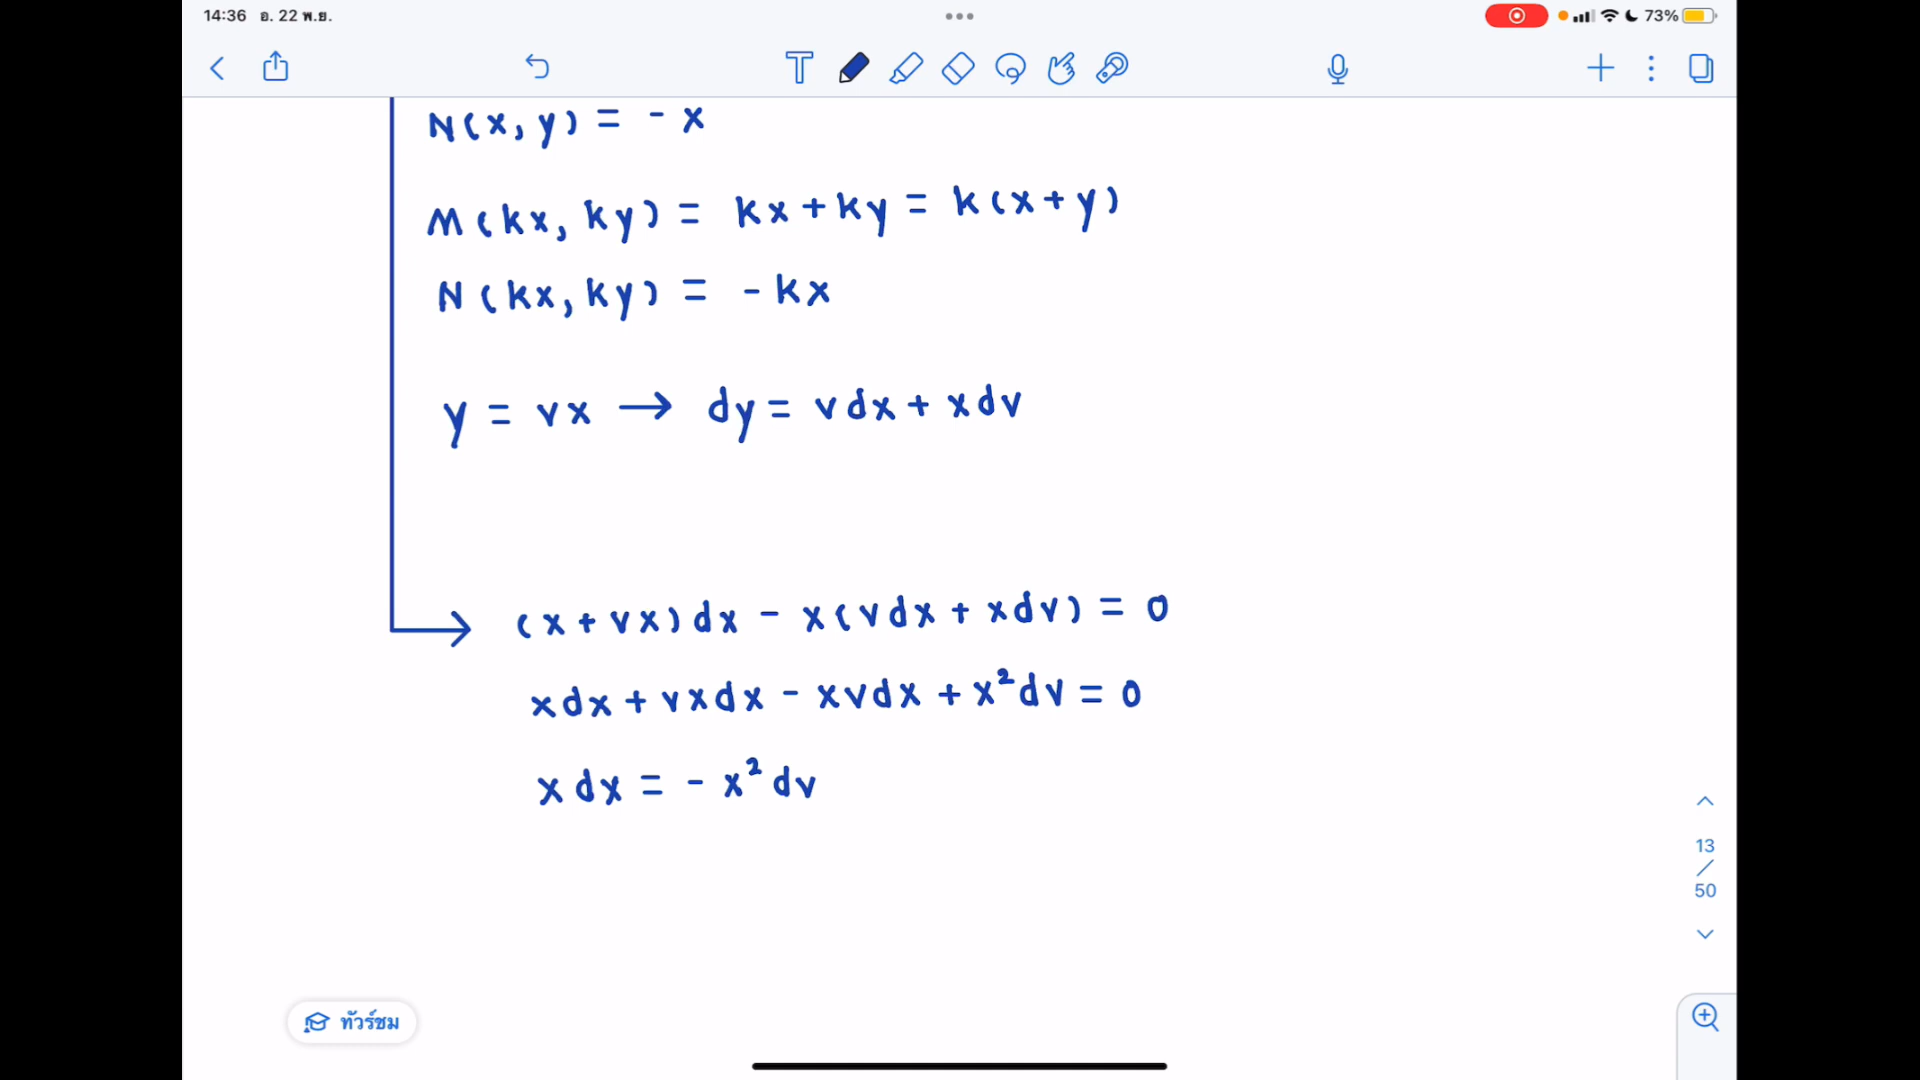 14:36 อ. 22 พ.ย.
73%
T
N(x, y) = - x
M(kx, ky) = kx + ky = k(x + y)
N(kx, ky) = - kx
y = vx → dy = vdx + xdv
(x + vx)dx - x(vdx + xdv) = 0
xdx + vxdx - xvdx + x²dv = 0
xdx = - x²dv
13
/
50
ทัวร์ชม